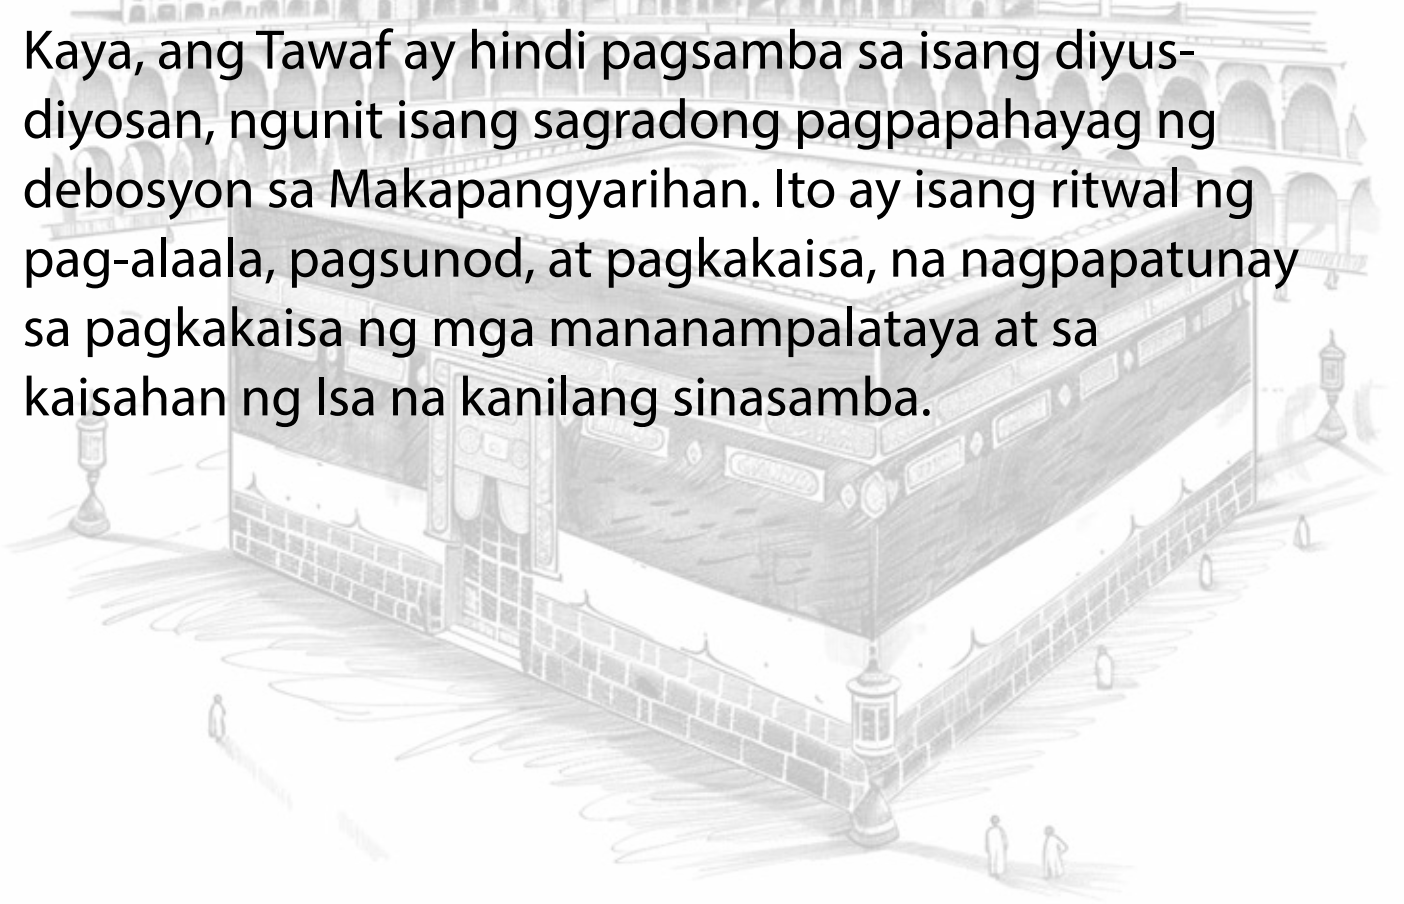 Kaya, ang Tawaf ay hindi pagsamba sa isang diyus-
diyosan, ngunit isang sagradong pagpapahayag ng
debosyon sa Makapangyarihan. Ito ay isang ritwal ng
pag-alaala, pagsunod, at pagkakaisa, na nagpapatunay
sa pagkakaisa ng mga mananampalataya at sa
kaisahan ng Isa na kanilang sinasamba.